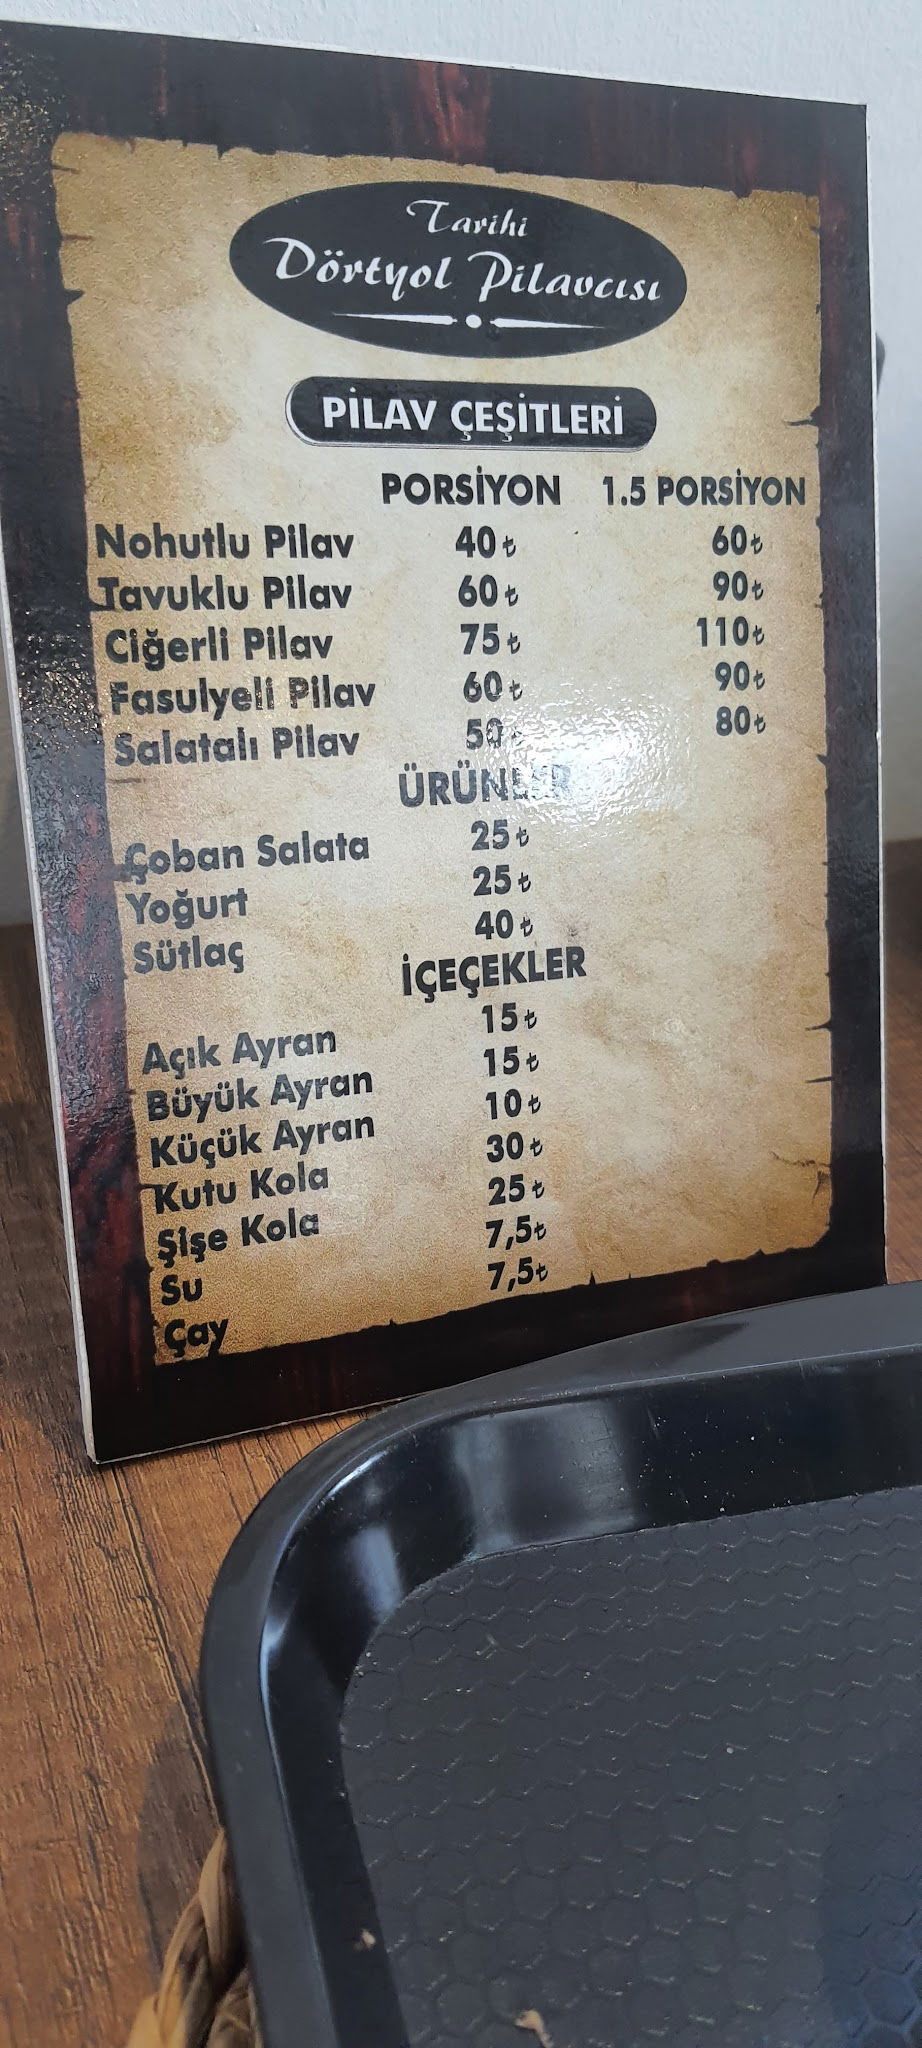 Tarihi
Dörtyol Pilavcısı
PİLAV ÇEŞİTLERİ
PORSİYON 1.5 PORSİYON
Nohutlu Pilav 40₺ 60₺
Tavuklu Pilav 60₺ 90₺
Ciğerli Pilav 75₺ 110₺
Fasulyeli Pilav 60₺ 90₺
Salatalı Pilav 50₺ 80₺
ÜRÜNLER
Çoban Salata 25₺
Yoğurt 25₺
Sütlaç 40₺
İÇEÇEKLER
Açık Ayran 15₺
Büyük Ayran 15₺
Küçük Ayran 10₺
Kutu Kola 30₺
Şişe Kola 25₺
Su 7,5₺
Çay 7,5₺